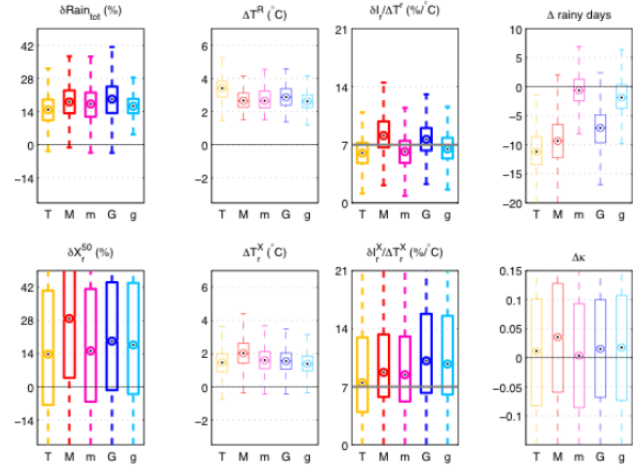 δRain_tot (%)
ΔT^R (°C)
δI_r/ΔT^r (%/°C)
Δ rainy days
42
28
14
0
−14
6
4
2
0
−2
21
14
7
0
0
−5
−10
−15
−20
T M m G g
T M m G g
T M m G g
T M m G g
δX_r^50 (%)
ΔT_r^X (°C)
δI_r^X/ΔT_r^X (%/°C)
Δκ
42
28
14
0
−14
6
4
2
0
−2
21
14
7
0
0.15
0.1
0.05
0
−0.05
−0.1
T M m G g
T M m G g
T M m G g
T M m G g